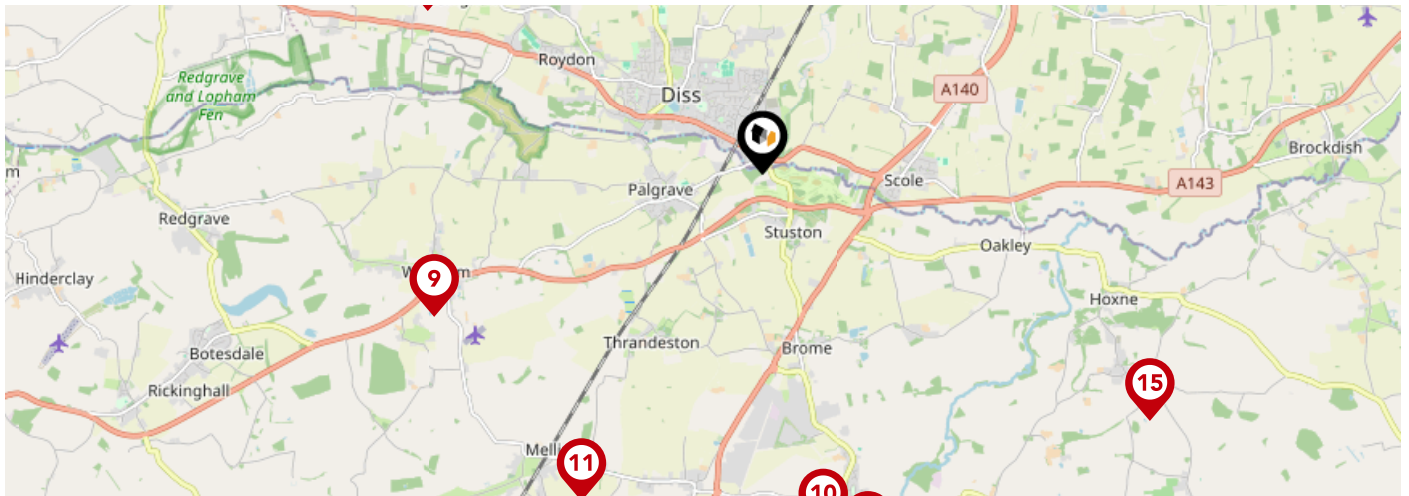 Roydon
Redgrave
and Lopham
Fen
Diss
A140
Brockdish
m
Palgrave
Scole
A143
Redgrave
Stuston
Oakley
Hinderclay
9
Hoxne
Botesdale
Thrandeston
Brome
Rickinghall
15
Mell
11
10